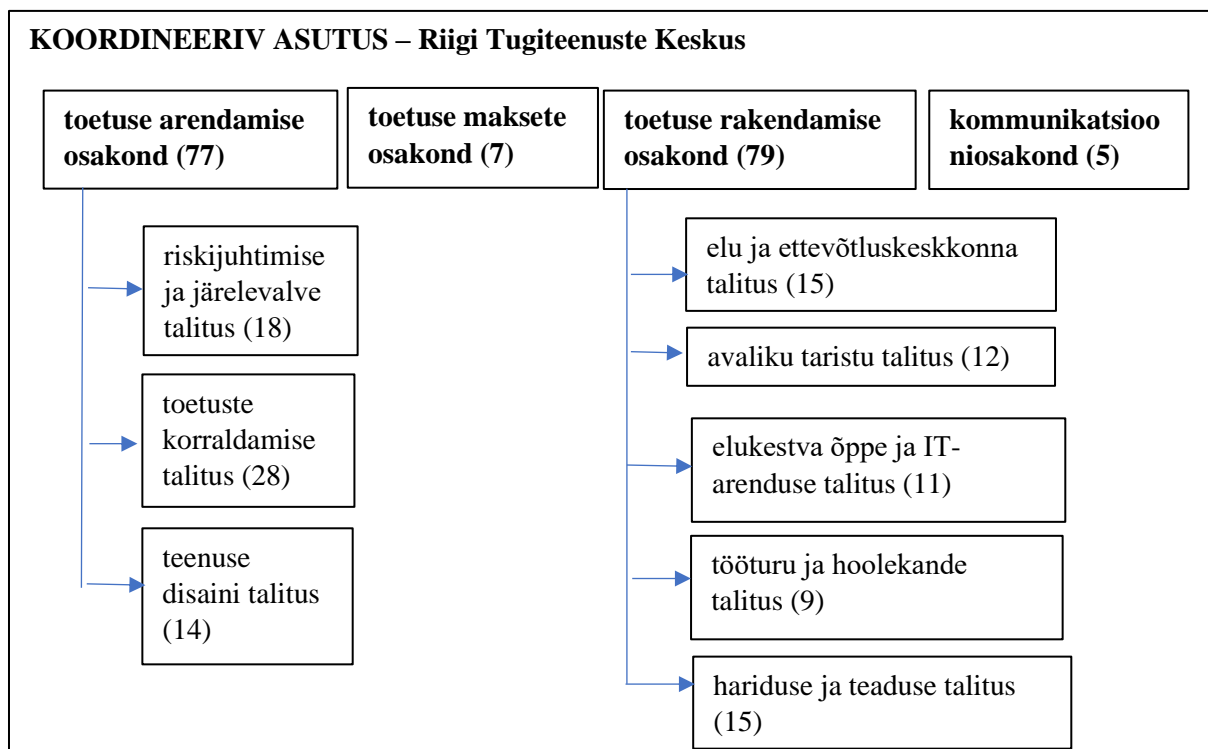 KOORDINEERIV ASUTUS – Riigi Tugiteenuste Keskus
toetuse arendamise
osakond (77)
toetuse maksete
osakond (7)
toetuse rakendamise
osakond (79)
kommunikatsioo
niosakond (5)
riskijuhtimise
ja järelevalve
talitus (18)
toetuste
korraldamise
talitus (28)
teenuse
disaini talitus
(14)
elu ja ettevõtluskeskkonna
talitus (15)
avaliku taristu talitus (12)
elukestva õppe ja IT-
arenduse talitus (11)
tööturu ja hoolekande
talitus (9)
hariduse ja teaduse talitus
(15)